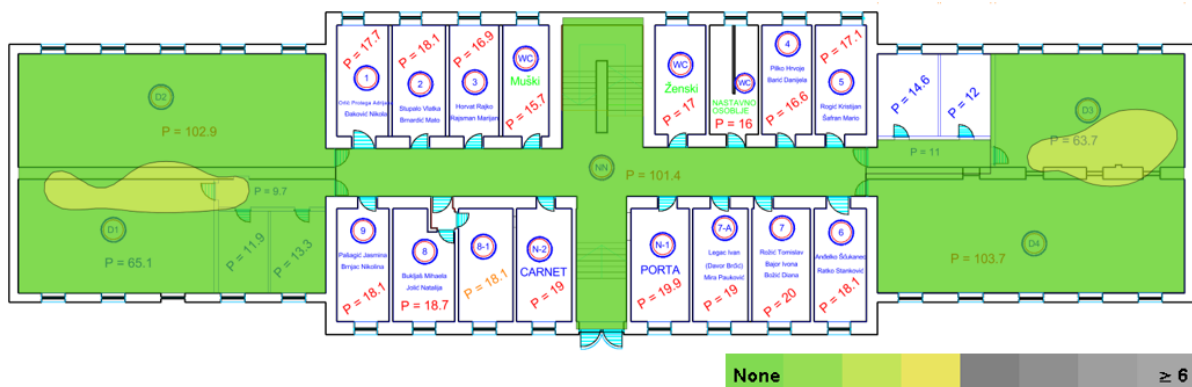 P = 17.7
1
Orlić Protega Adrijana
Đaković Nikola
P = 18.1
2
Stupalo Vlatka
Brnardić Mato
P = 16.9
3
Horvat Rajko
Rajsman Marijan
WC
Muški
P = 15.7
WC
Ženski
P = 17
WC
NASTAVNO
OSOBLJE
P = 16
4
Pilko Hrvoje
Barić Danijela
P = 16.6
P = 17.1
5
Rogić Kristijan
Šafran Mario
P = 14.6
P = 12
D2
P = 102.9
D3
P = 63.7
P = 11
NN
P = 101.4
P = 9.7
D1
P = 65.1
P = 11.9
P = 13.3
9
Pašagić Jasmina
Brnjac Nikolina
P = 18.1
8
Bukljaš Mihaela
Jolić Natalija
P = 18.7
8-1
P = 18.1
N-2
CARNET
P = 19
N-1
PORTA
P = 19.9
7-A
Legac Ivan
(Davor Brčić)
Mira Pauković
P = 19
7
Rožić Tomislav
Bajor Ivona
Božić Diana
P = 20
6
Anđelko Ščukanec
Ratko Stanković
P = 18.1
D4
P = 103.7
None
≥ 6